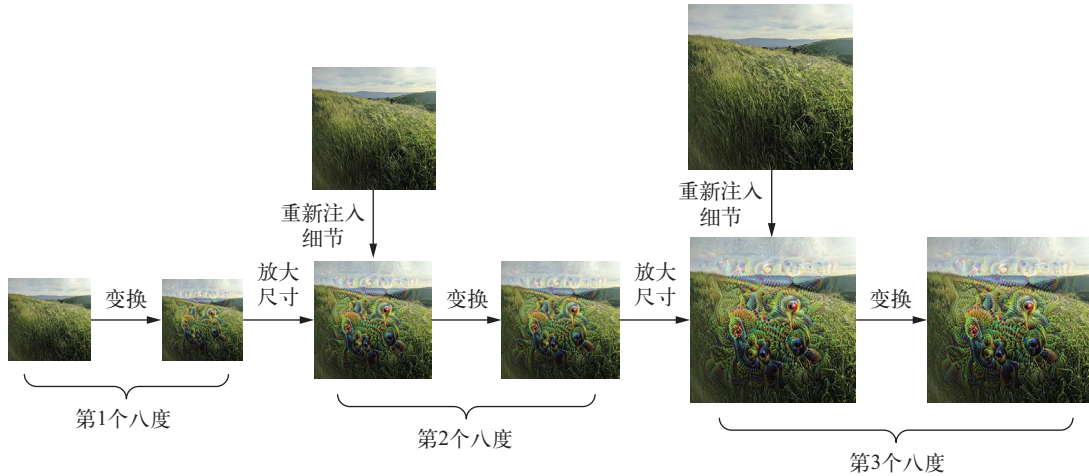 变换
第1个八度
放大
尺寸
重新注入
细节
变换
第2个八度
放大
尺寸
重新注入
细节
变换
第3个八度